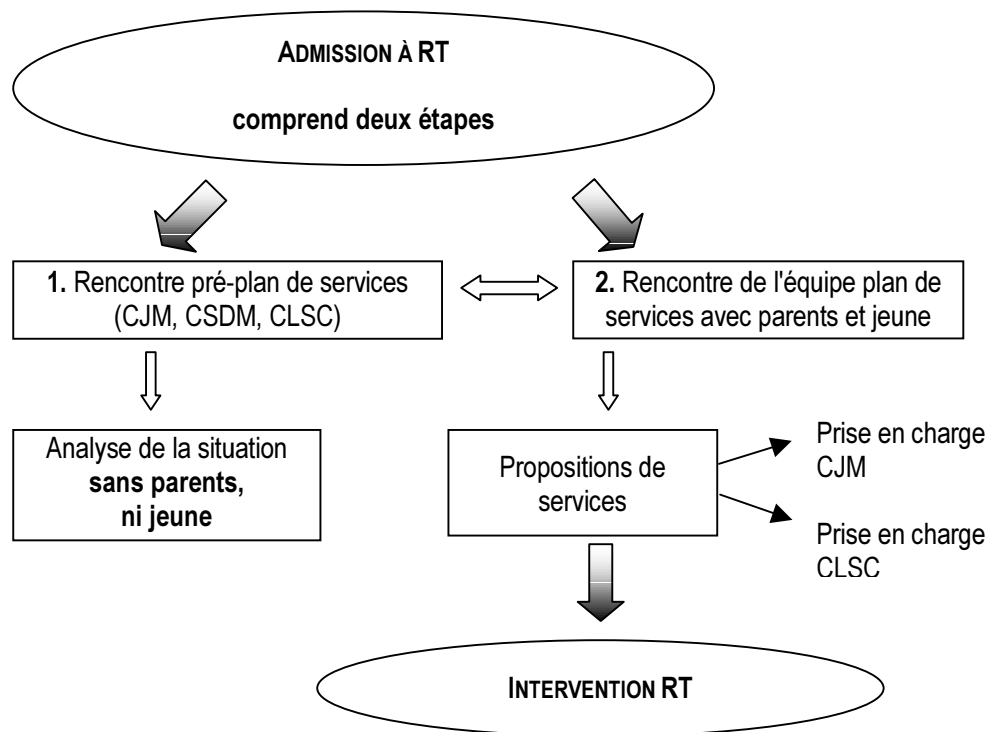 ADMISSION À RT
comprend deux étapes
1. Rencontre pré-plan de services
(CJM, CSDM, CLSC)
2. Rencontre de l'équipe plan de
services avec parents et jeune
Analyse de la situation
sans parents,
ni jeune
Propositions de
services
Prise en charge
CJM
Prise en charge
CLSC
INTERVENTION RT